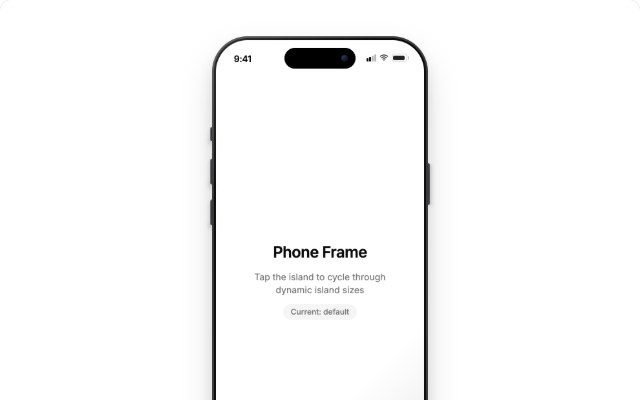 9:41
Phone Frame
Tap the island to cycle through
dynamic island sizes
Current: default